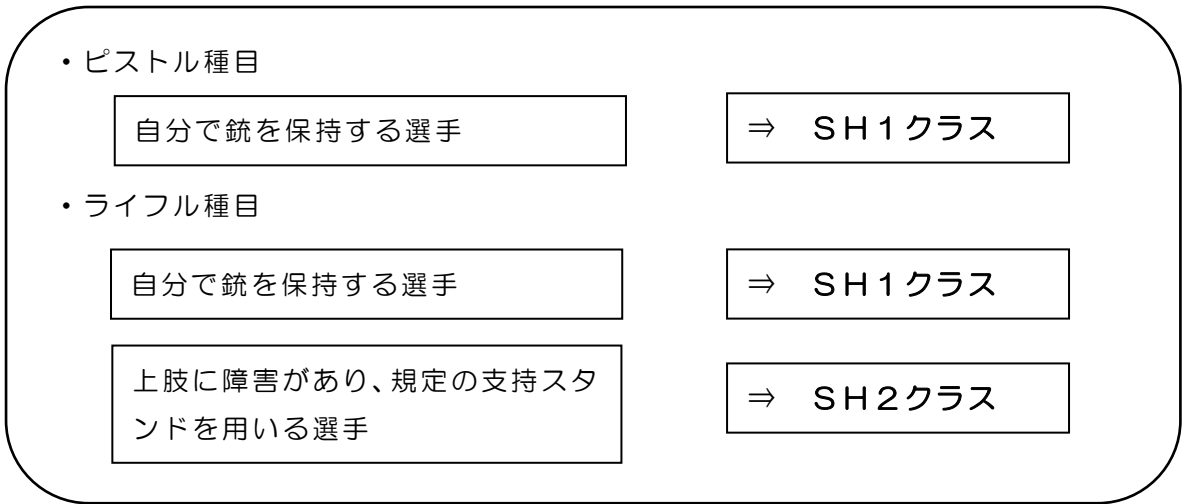 ・ピストル種目
自分で銃を保持する選手
⇒　ＳＨ１クラス
・ライフル種目
自分で銃を保持する選手
⇒　ＳＨ１クラス
上肢に障害があり、規定の支持スタ
ンドを用いる選手
⇒　ＳＨ２クラス